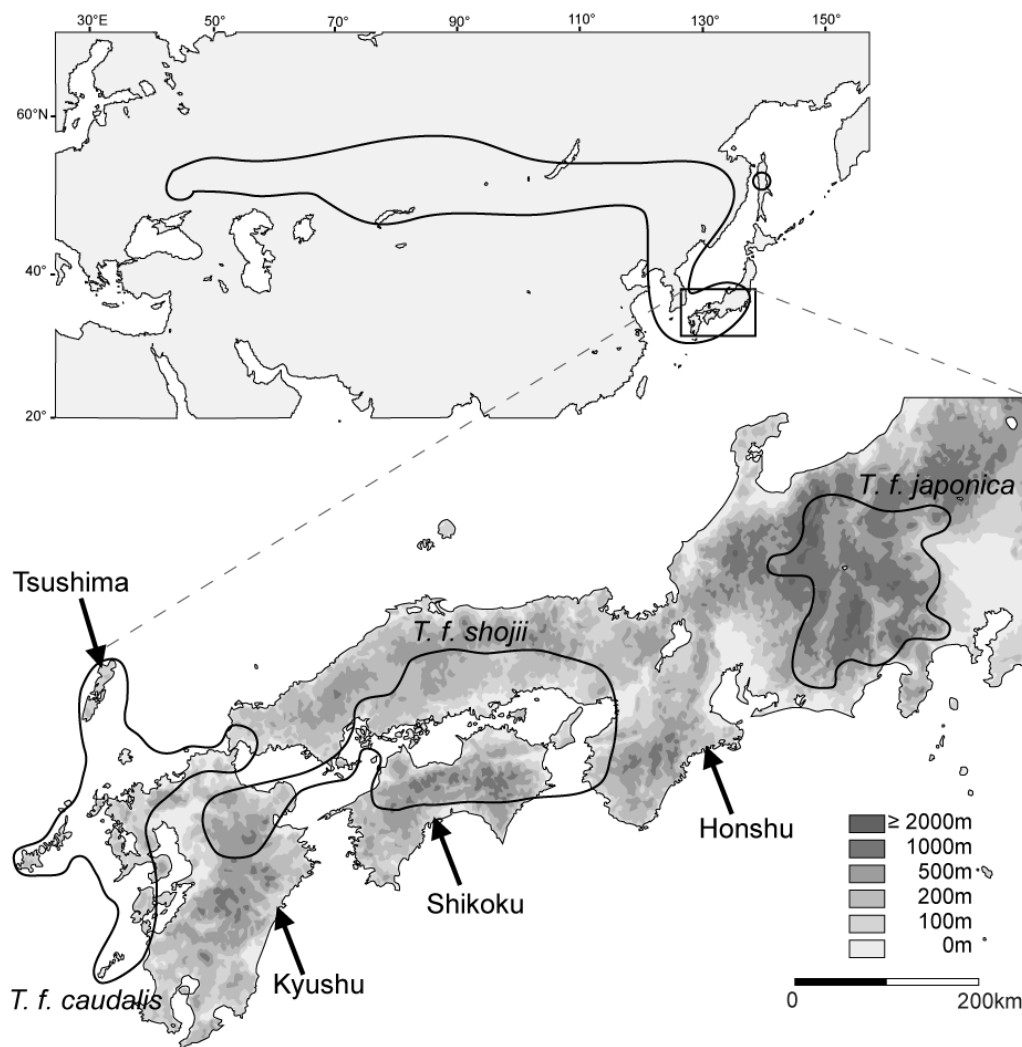 30°E 50° 70° 90° 110° 130° 150°
60°N
40°
20°
T. f. japonica
Tsushima
T. f. shojii
Honshu
Shikoku
Kyushu
T. f. caudalis
≥ 2000m
1000m
500m
200m
100m
0m
0 200km